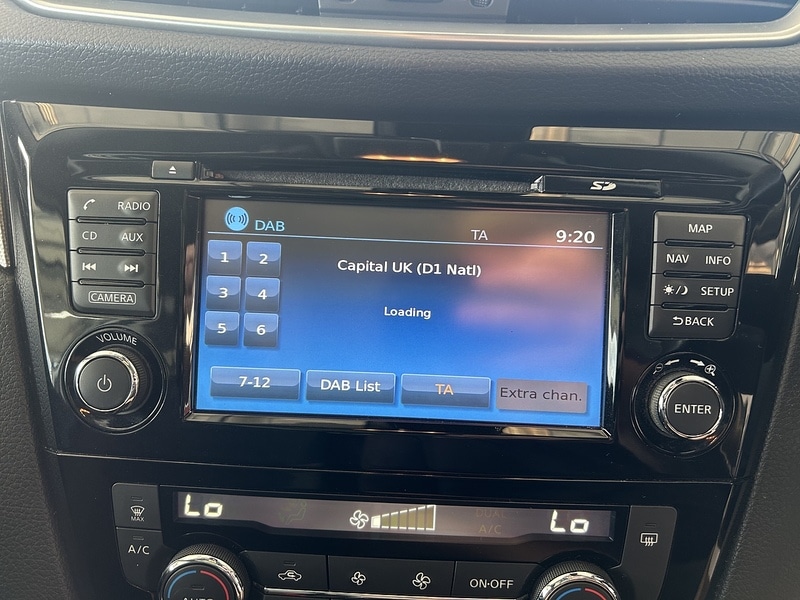 SD
RADIO
CD AUX
CAMERA
VOLUME
DAB
TA 9:20
1 2
3 4
5 6
Capital UK (D1 Natl)
Loading
7-12 DAB List TA Extra chan.
MAP
NAV INFO
SETUP
BACK
ENTER
MAX
A/C
Lo
A/C
Lo
AUTO
ON·OFF